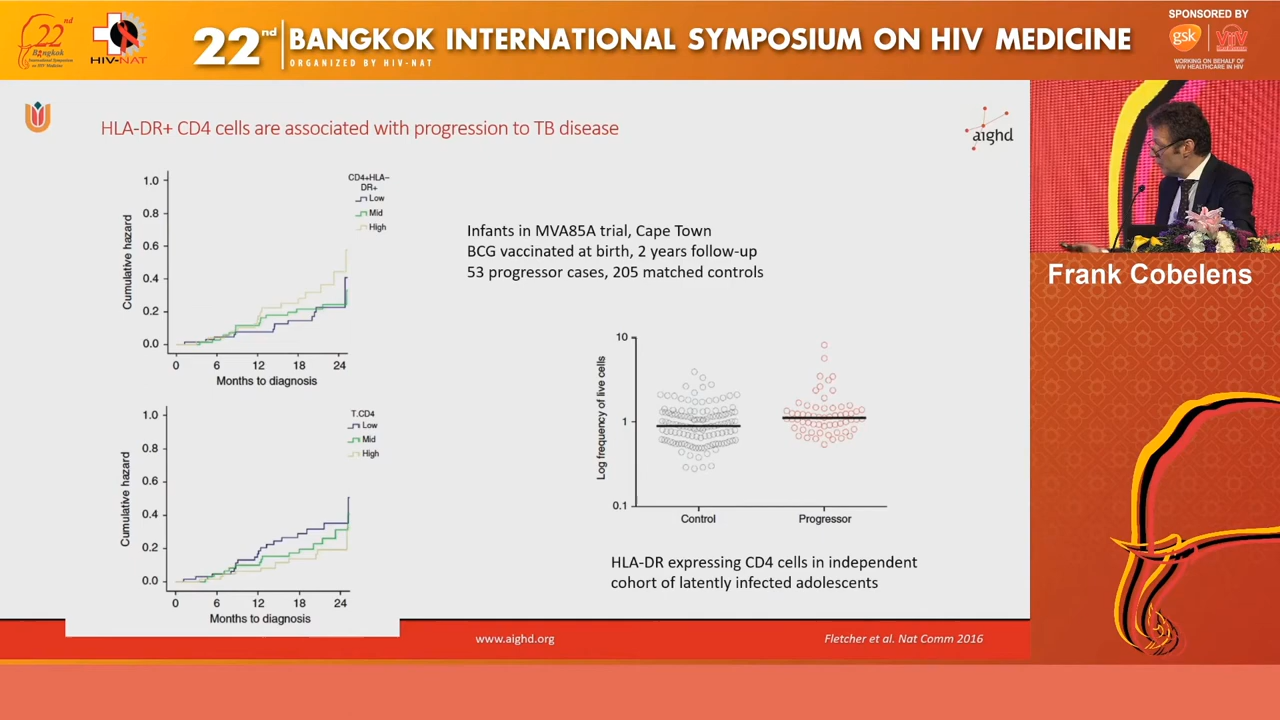 22nd
Bangkok
International Symposium
on HIV Medicine
HIV-NAT
22nd BANGKOK INTERNATIONAL SYMPOSIUM ON HIV MEDICINE
ORGANIZED BY HIV-NAT
SPONSORED BY
gsk
ViiV
Healthcare
WORKING ON BEHALF OF
VIIV HEALTHCARE IN HIV
HLA-DR+ CD4 cells are associated with progression to TB disease
aighd
Frank Cobelens
CD4+HLA–
DR+
Low
Mid
High
1.0
0.8
0.6
0.4
0.2
0.0
Cumulative hazard
0 6 12 18 24
Months to diagnosis
T.CD4
Low
Mid
High
1.0
0.8
0.6
0.4
0.2
0.0
Cumulative hazard
0 6 12 18 24
Months to diagnosis
Infants in MVA85A trial, Cape Town
BCG vaccinated at birth, 2 years follow-up
53 progressor cases, 205 matched controls
10
1
0.1
Log frequency of live cells
Control Progressor
HLA-DR expressing CD4 cells in independent
cohort of latently infected adolescents
www.aighd.org
Fletcher et al. Nat Comm 2016